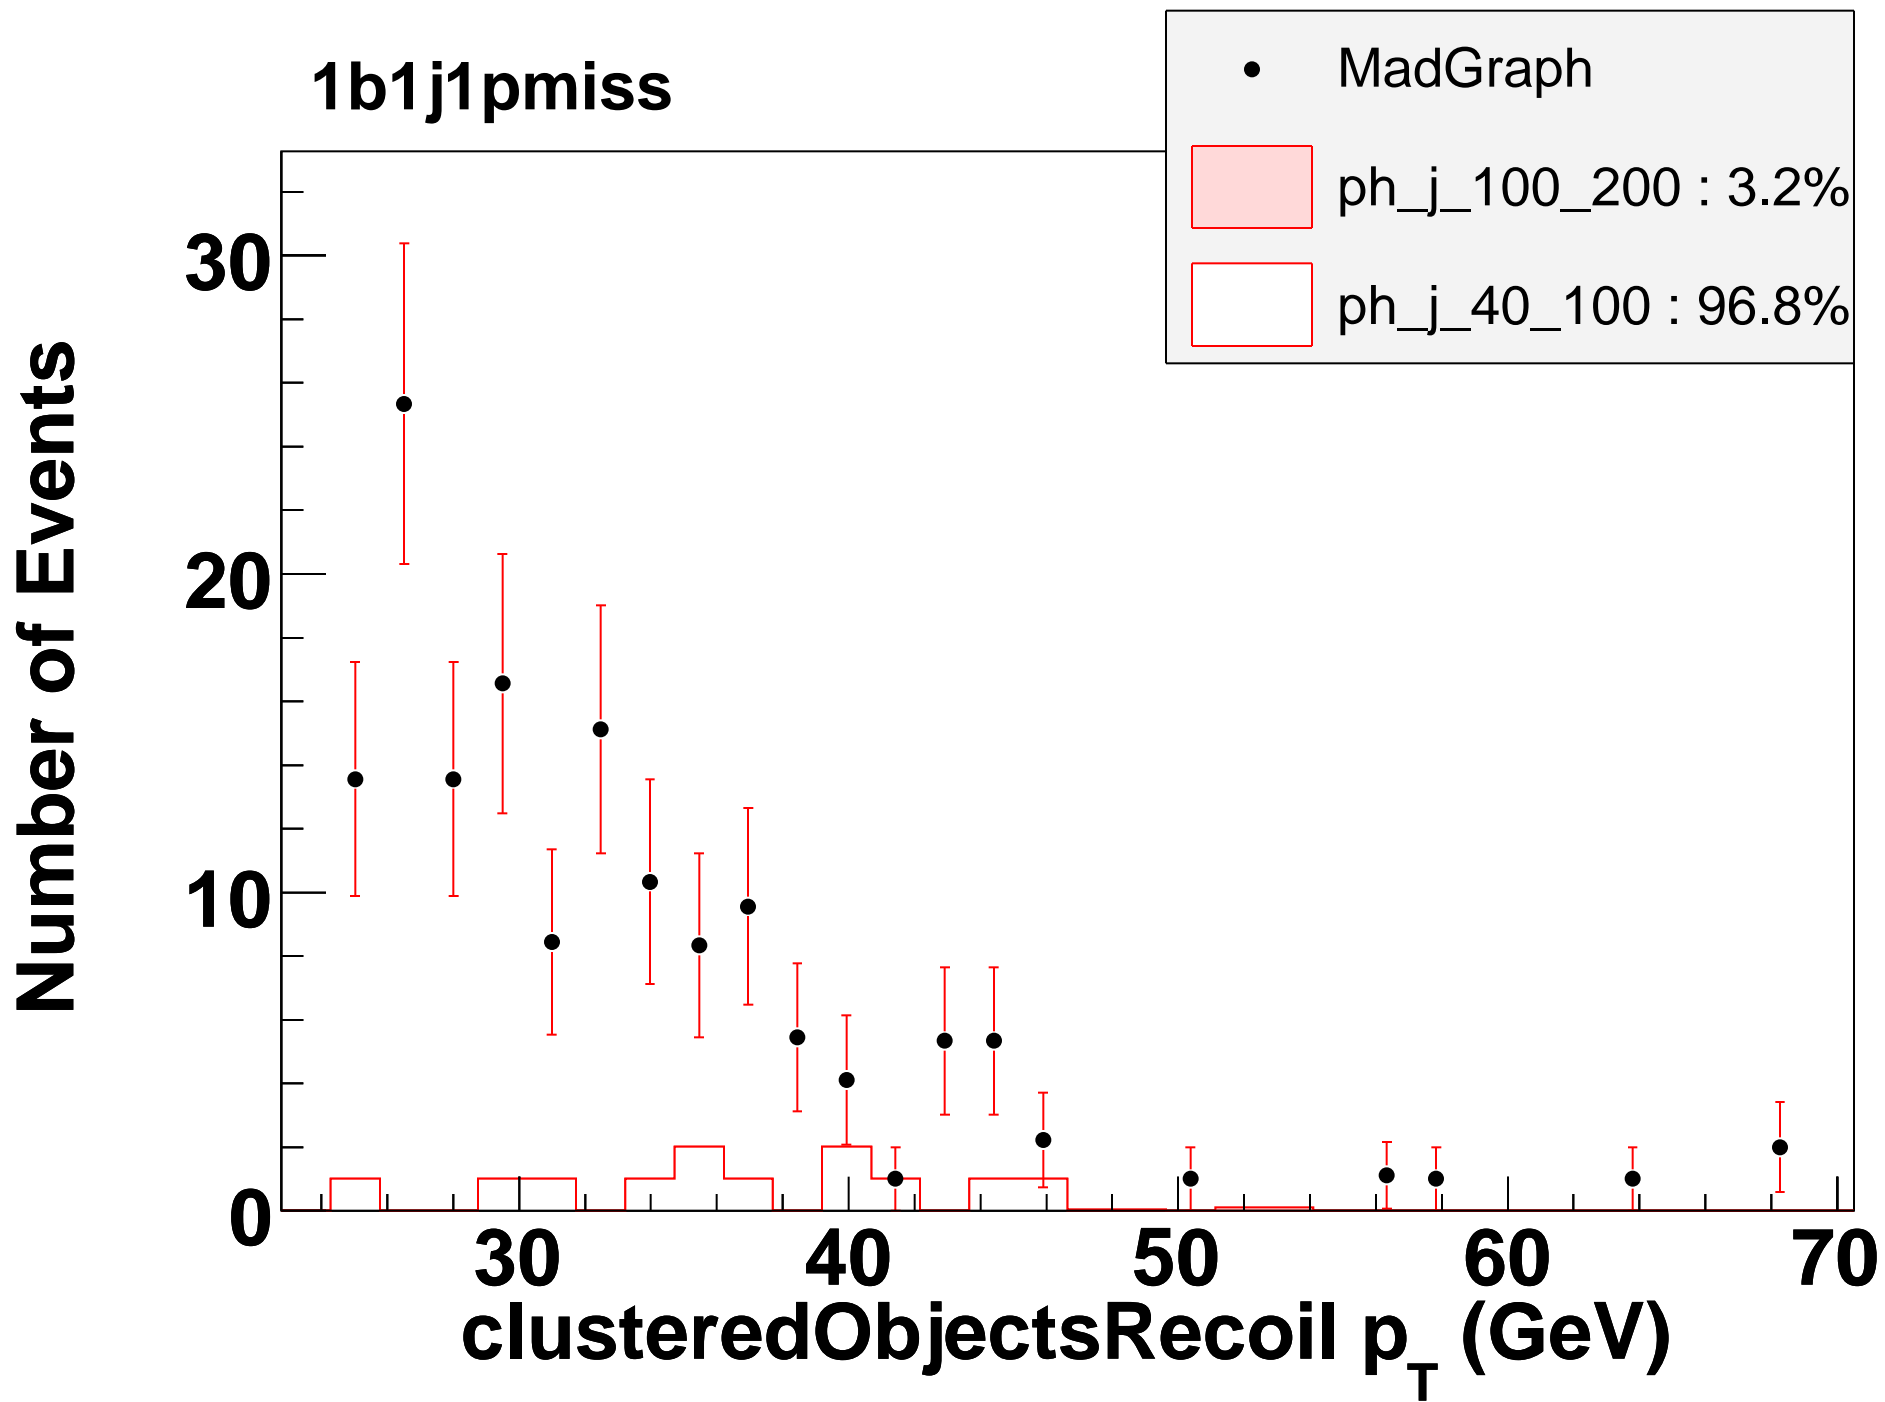 1b1j1pmiss
MadGraph
ph_j_100_200 : 3.2%
ph_j_40_100 : 96.8%
Number of Events
30
20
10
0
30 40 50 60 70
clusteredObjectsRecoil p_T (GeV)